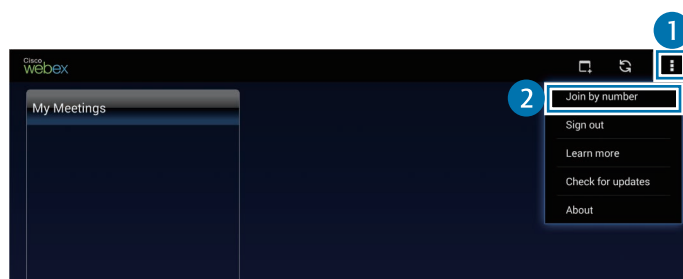 1
Cisco
webex
2
Join by number
My Meetings
Sign out
Learn more
Check for updates
About